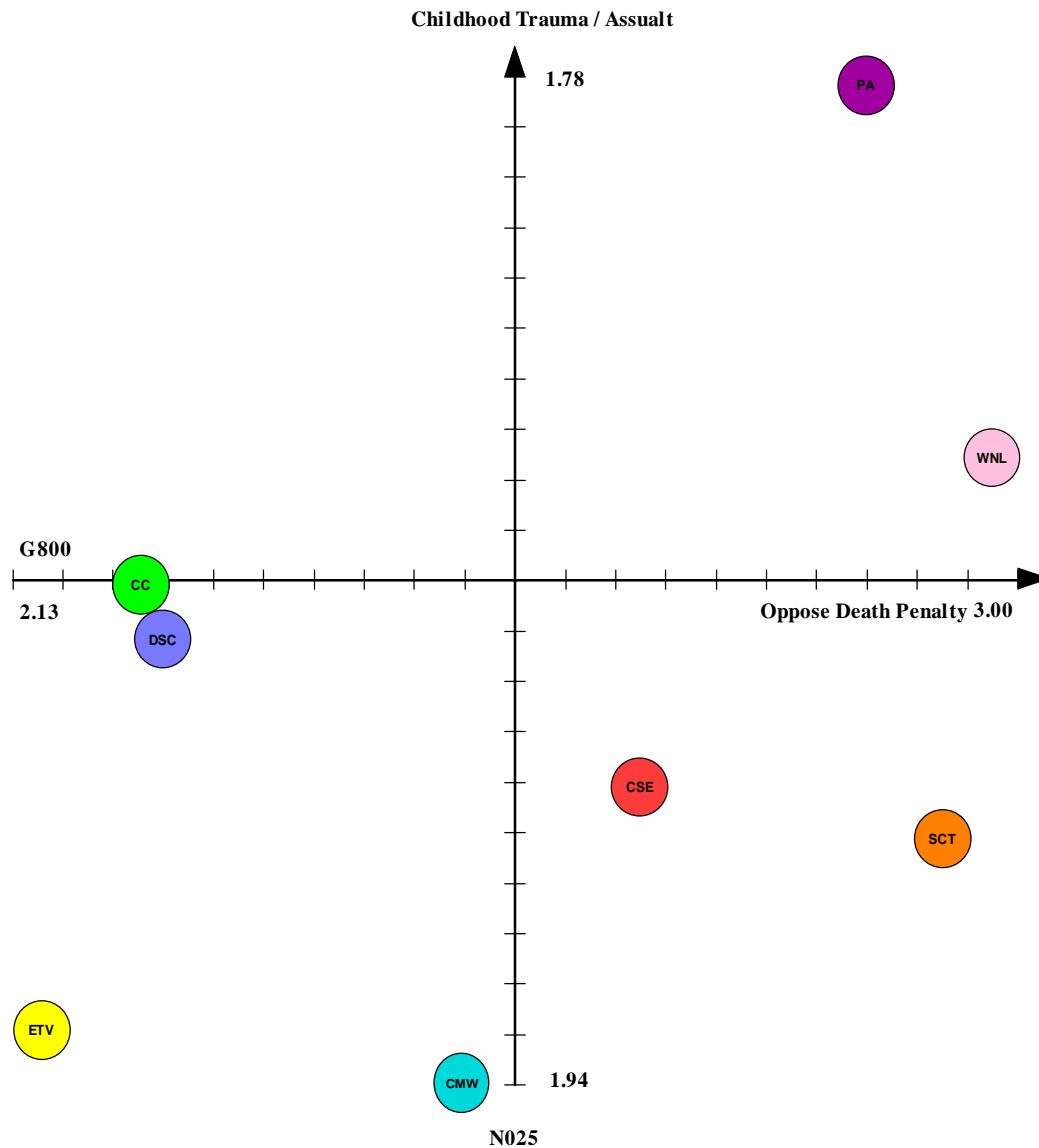 Childhood Trauma / Assualt
1.78
PA
WNL
G800
CC
2.13
Oppose Death Penalty 3.00
DSC
CSE
SCT
ETV
CMW
1.94
N025